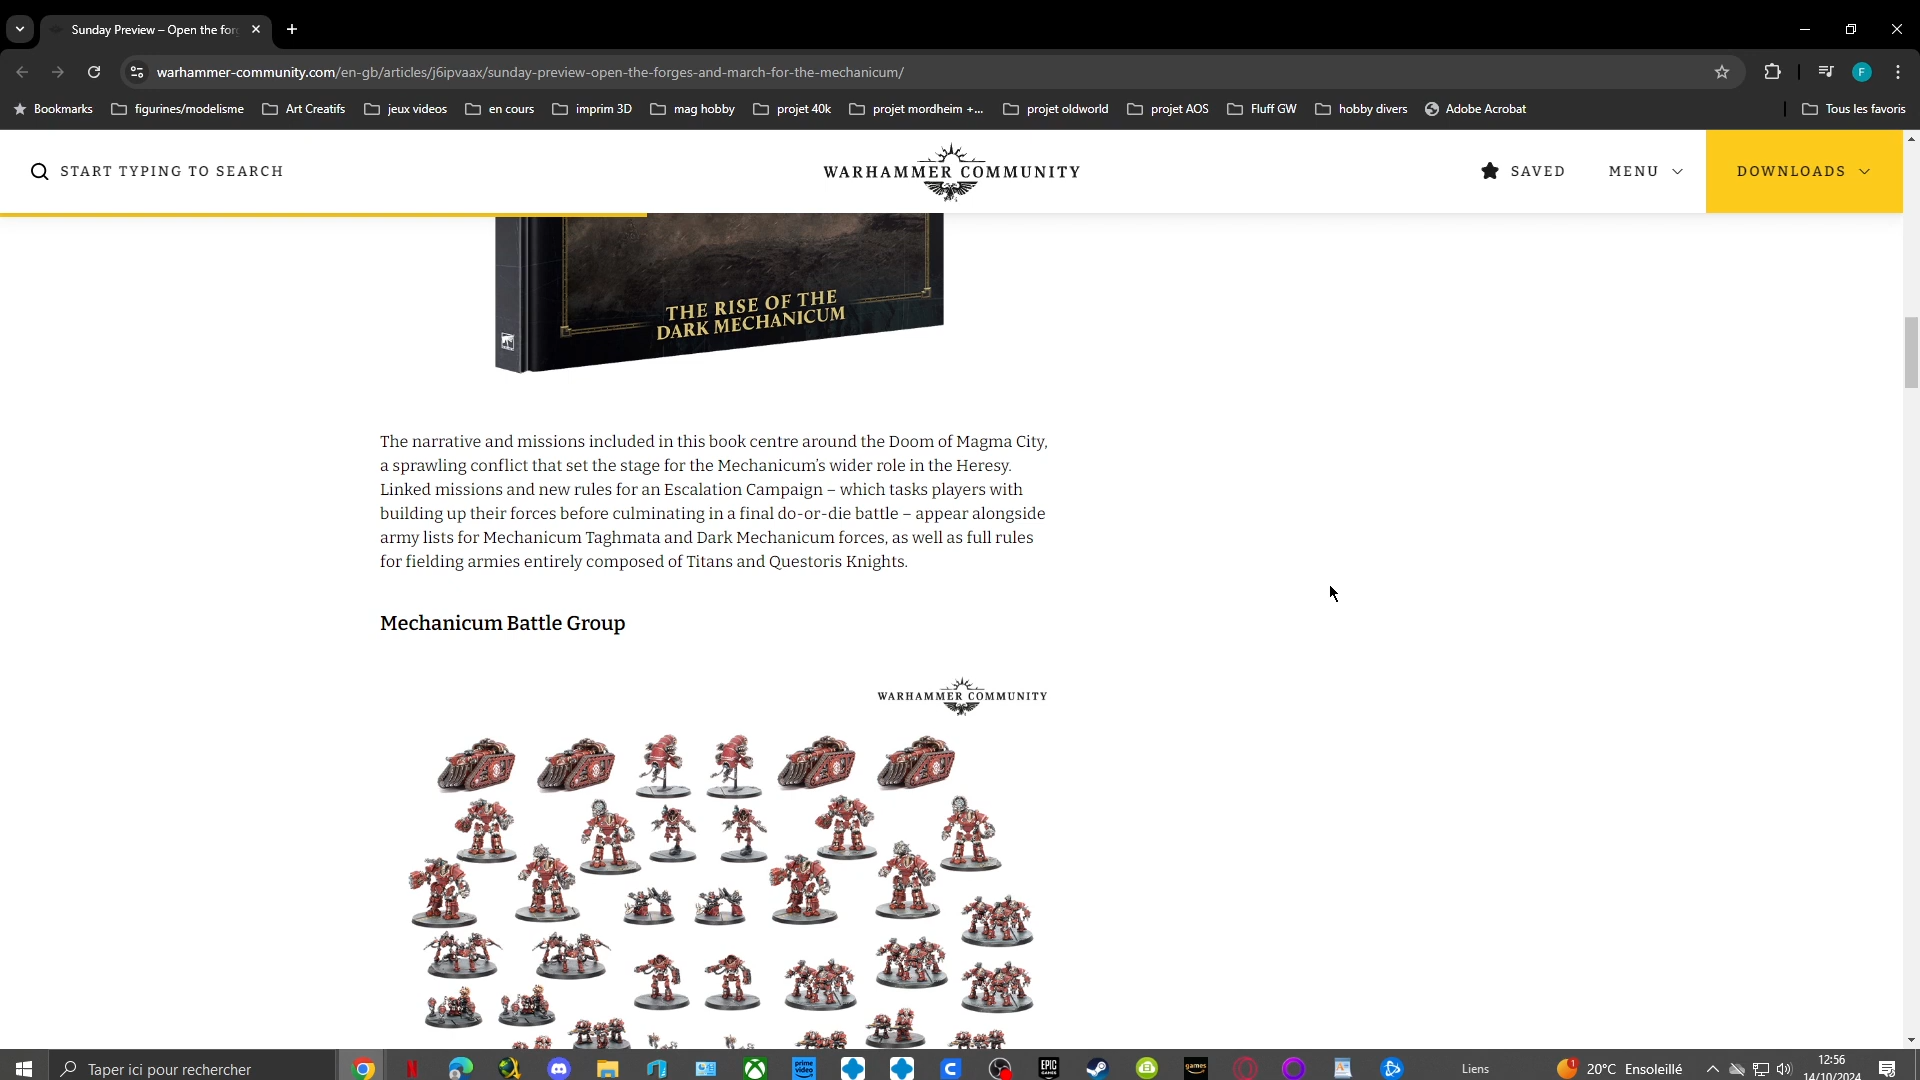 Sunday Preview – Open the for
warhammer-community.com/en-gb/articles/j6ipvaax/sunday-preview-open-the-forges-and-march-for-the-mechanicum/
F
Bookmarks figurines/modelisme Art Creatifs jeux videos en cours imprim 3D mag hobby projet 40k projet mordheim +... projet oldworld projet AOS Fluff GW hobby divers Adobe Acrobat Tous les favoris
START TYPING TO SEARCH WARHAMMER COMMUNITY SAVED MENU DOWNLOADS
THE RISE OF THE
DARK MECHANICUM
The narrative and missions included in this book centre around the Doom of Magma City,
a sprawling conflict that set the stage for the Mechanicum’s wider role in the Heresy.
Linked missions and new rules for an Escalation Campaign – which tasks players with
building up their forces before culminating in a final do-or-die battle – appear alongside
army lists for Mechanicum Taghmata and Dark Mechanicum forces, as well as full rules
for fielding armies entirely composed of Titans and Questoris Knights.
Mechanicum Battle Group
WARHAMMER COMMUNITY
Taper ici pour rechercher
prime video
EPIC GAMES
games
Liens
1
20°C Ensoleillé
12:56
14/10/2024